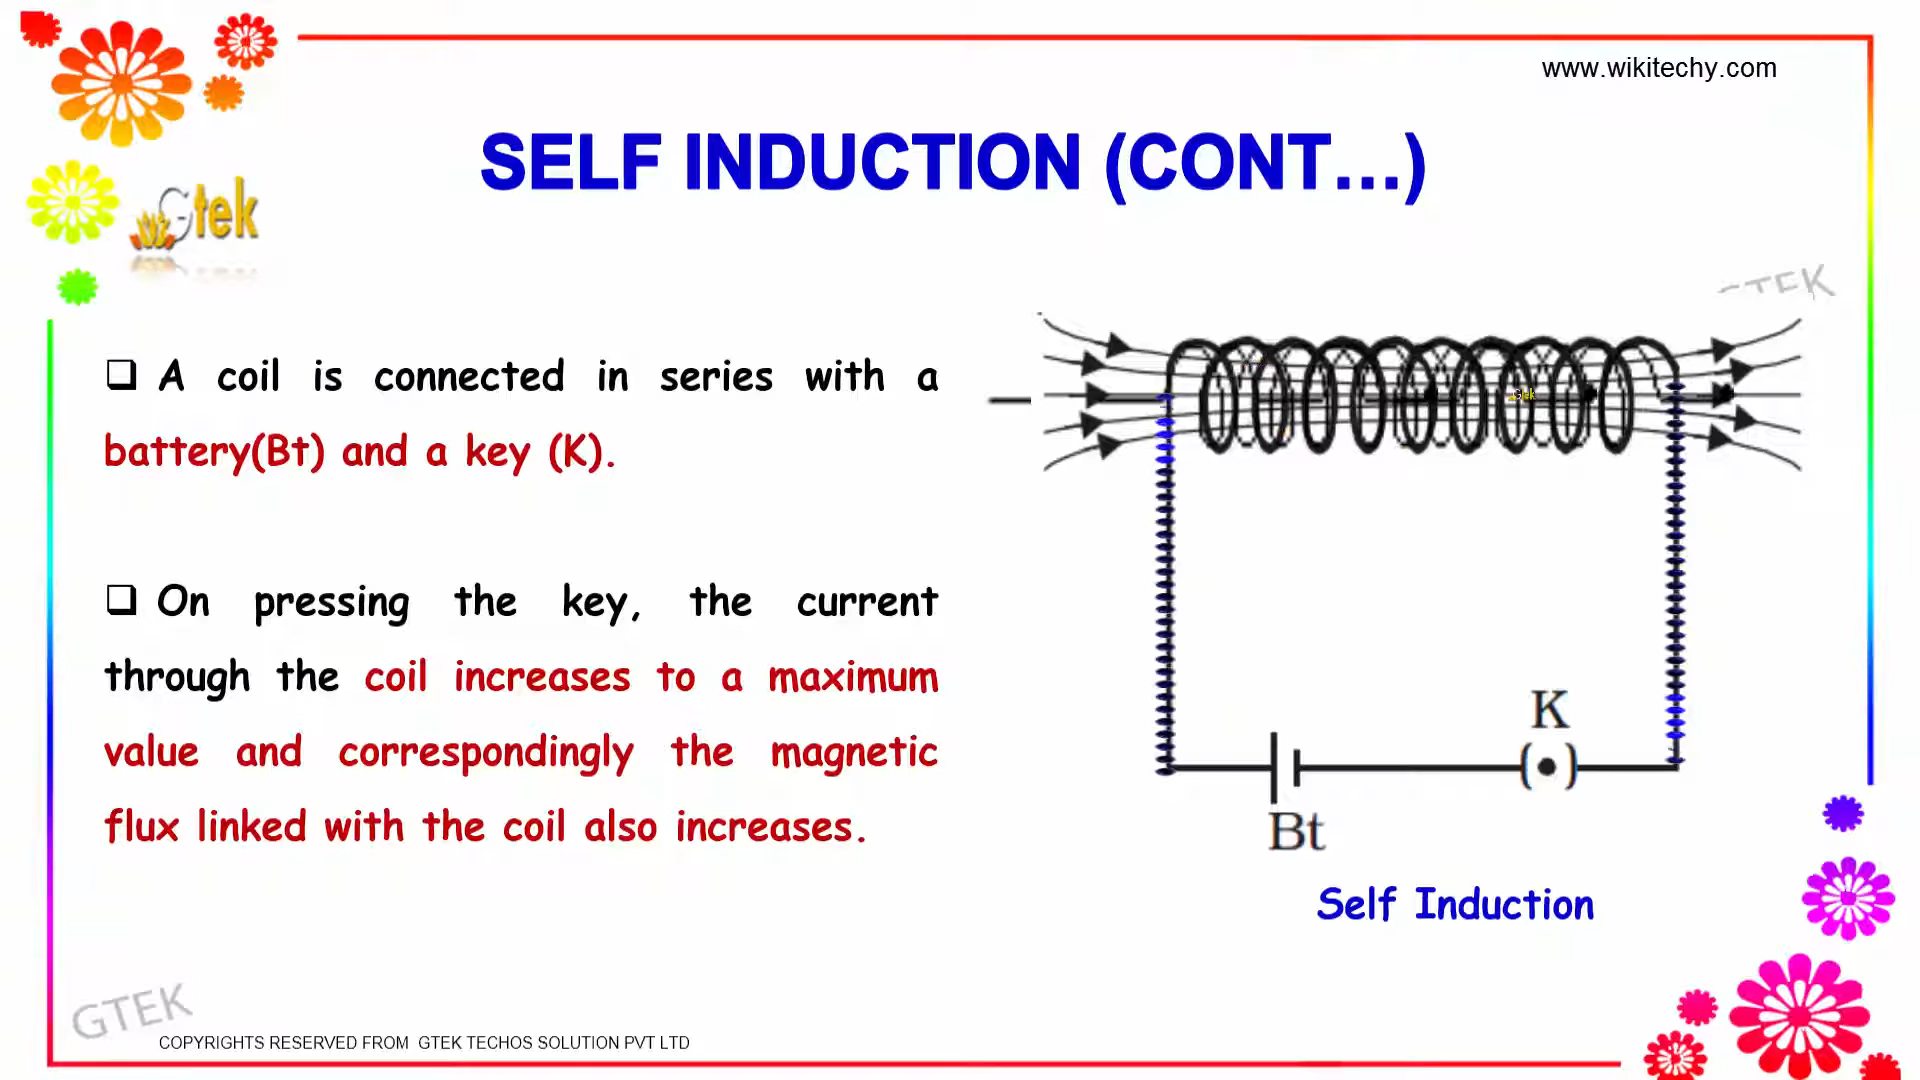 www.wikitechy.com
SELF INDUCTION (CONT...)
Gtek
A coil is connected in series with a
battery(Bt) and a key (K).
On pressing the key, the current
through the coil increases to a maximum
value and correspondingly the magnetic
flux linked with the coil also increases.
GTEK
Gtek
K
Bt
Self Induction
GTEK
COPYRIGHTS RESERVED FROM GTEK TECHOS SOLUTION PVT LTD